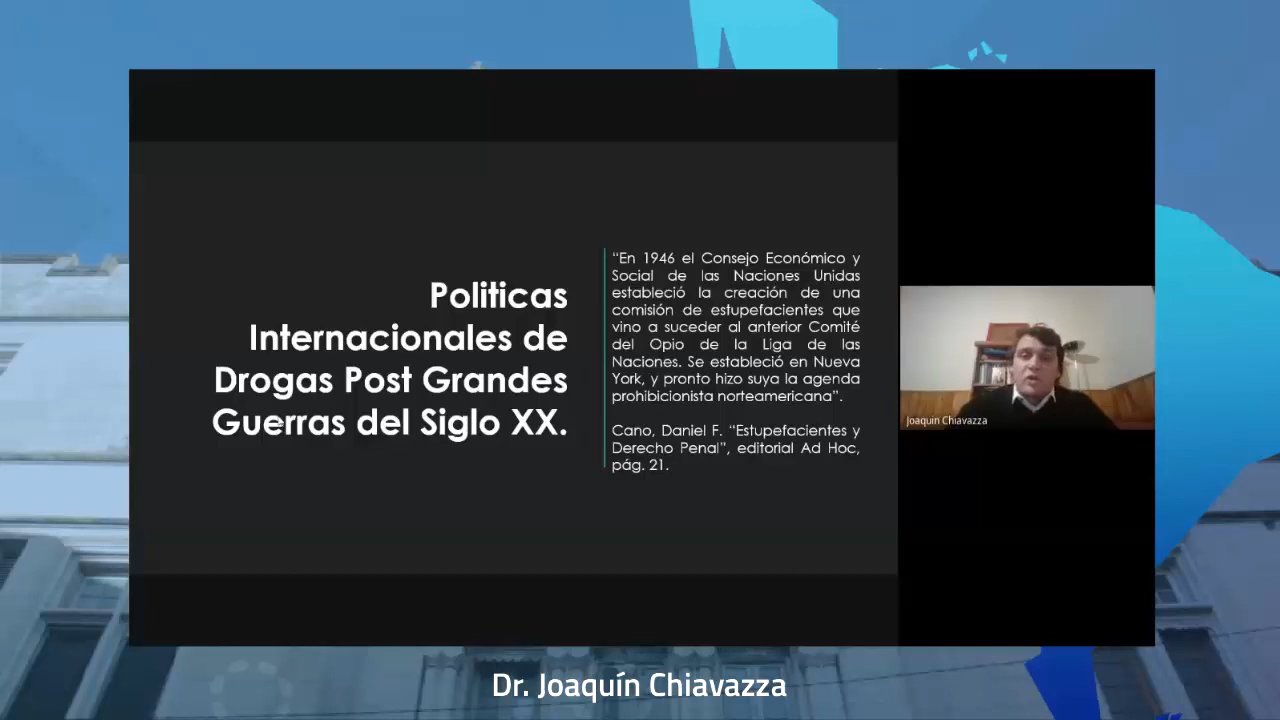 Politicas
Internacionales de
Drogas Post Grandes
Guerras del Siglo XX.
“En 1946 el Consejo Económico y
Social de las Naciones Unidas
estableció la creación de una
comisión de estupefacientes que
vino a suceder al anterior Comité
del Opio de la Liga de las
Naciones. Se estableció en Nueva
York, y pronto hizo suya la agenda
prohibicionista norteamericana”.
Cano, Daniel F. “Estupefacientes y
Derecho Penal”, editorial Ad Hoc,
pág. 21.
Joaquin Chiavazza
Dr. Joaquín Chiavazza